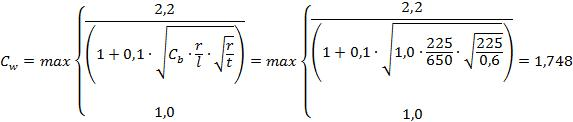 C_w = max { 2,2 / (1 + 0,1 · √(C_b · r/l · √(r/t))) ; 1,0 = max { 2,2 / (1 + 0,1 · √(1,0 · 225/650 · √(225/0,6))) ; 1,0 = 1,748